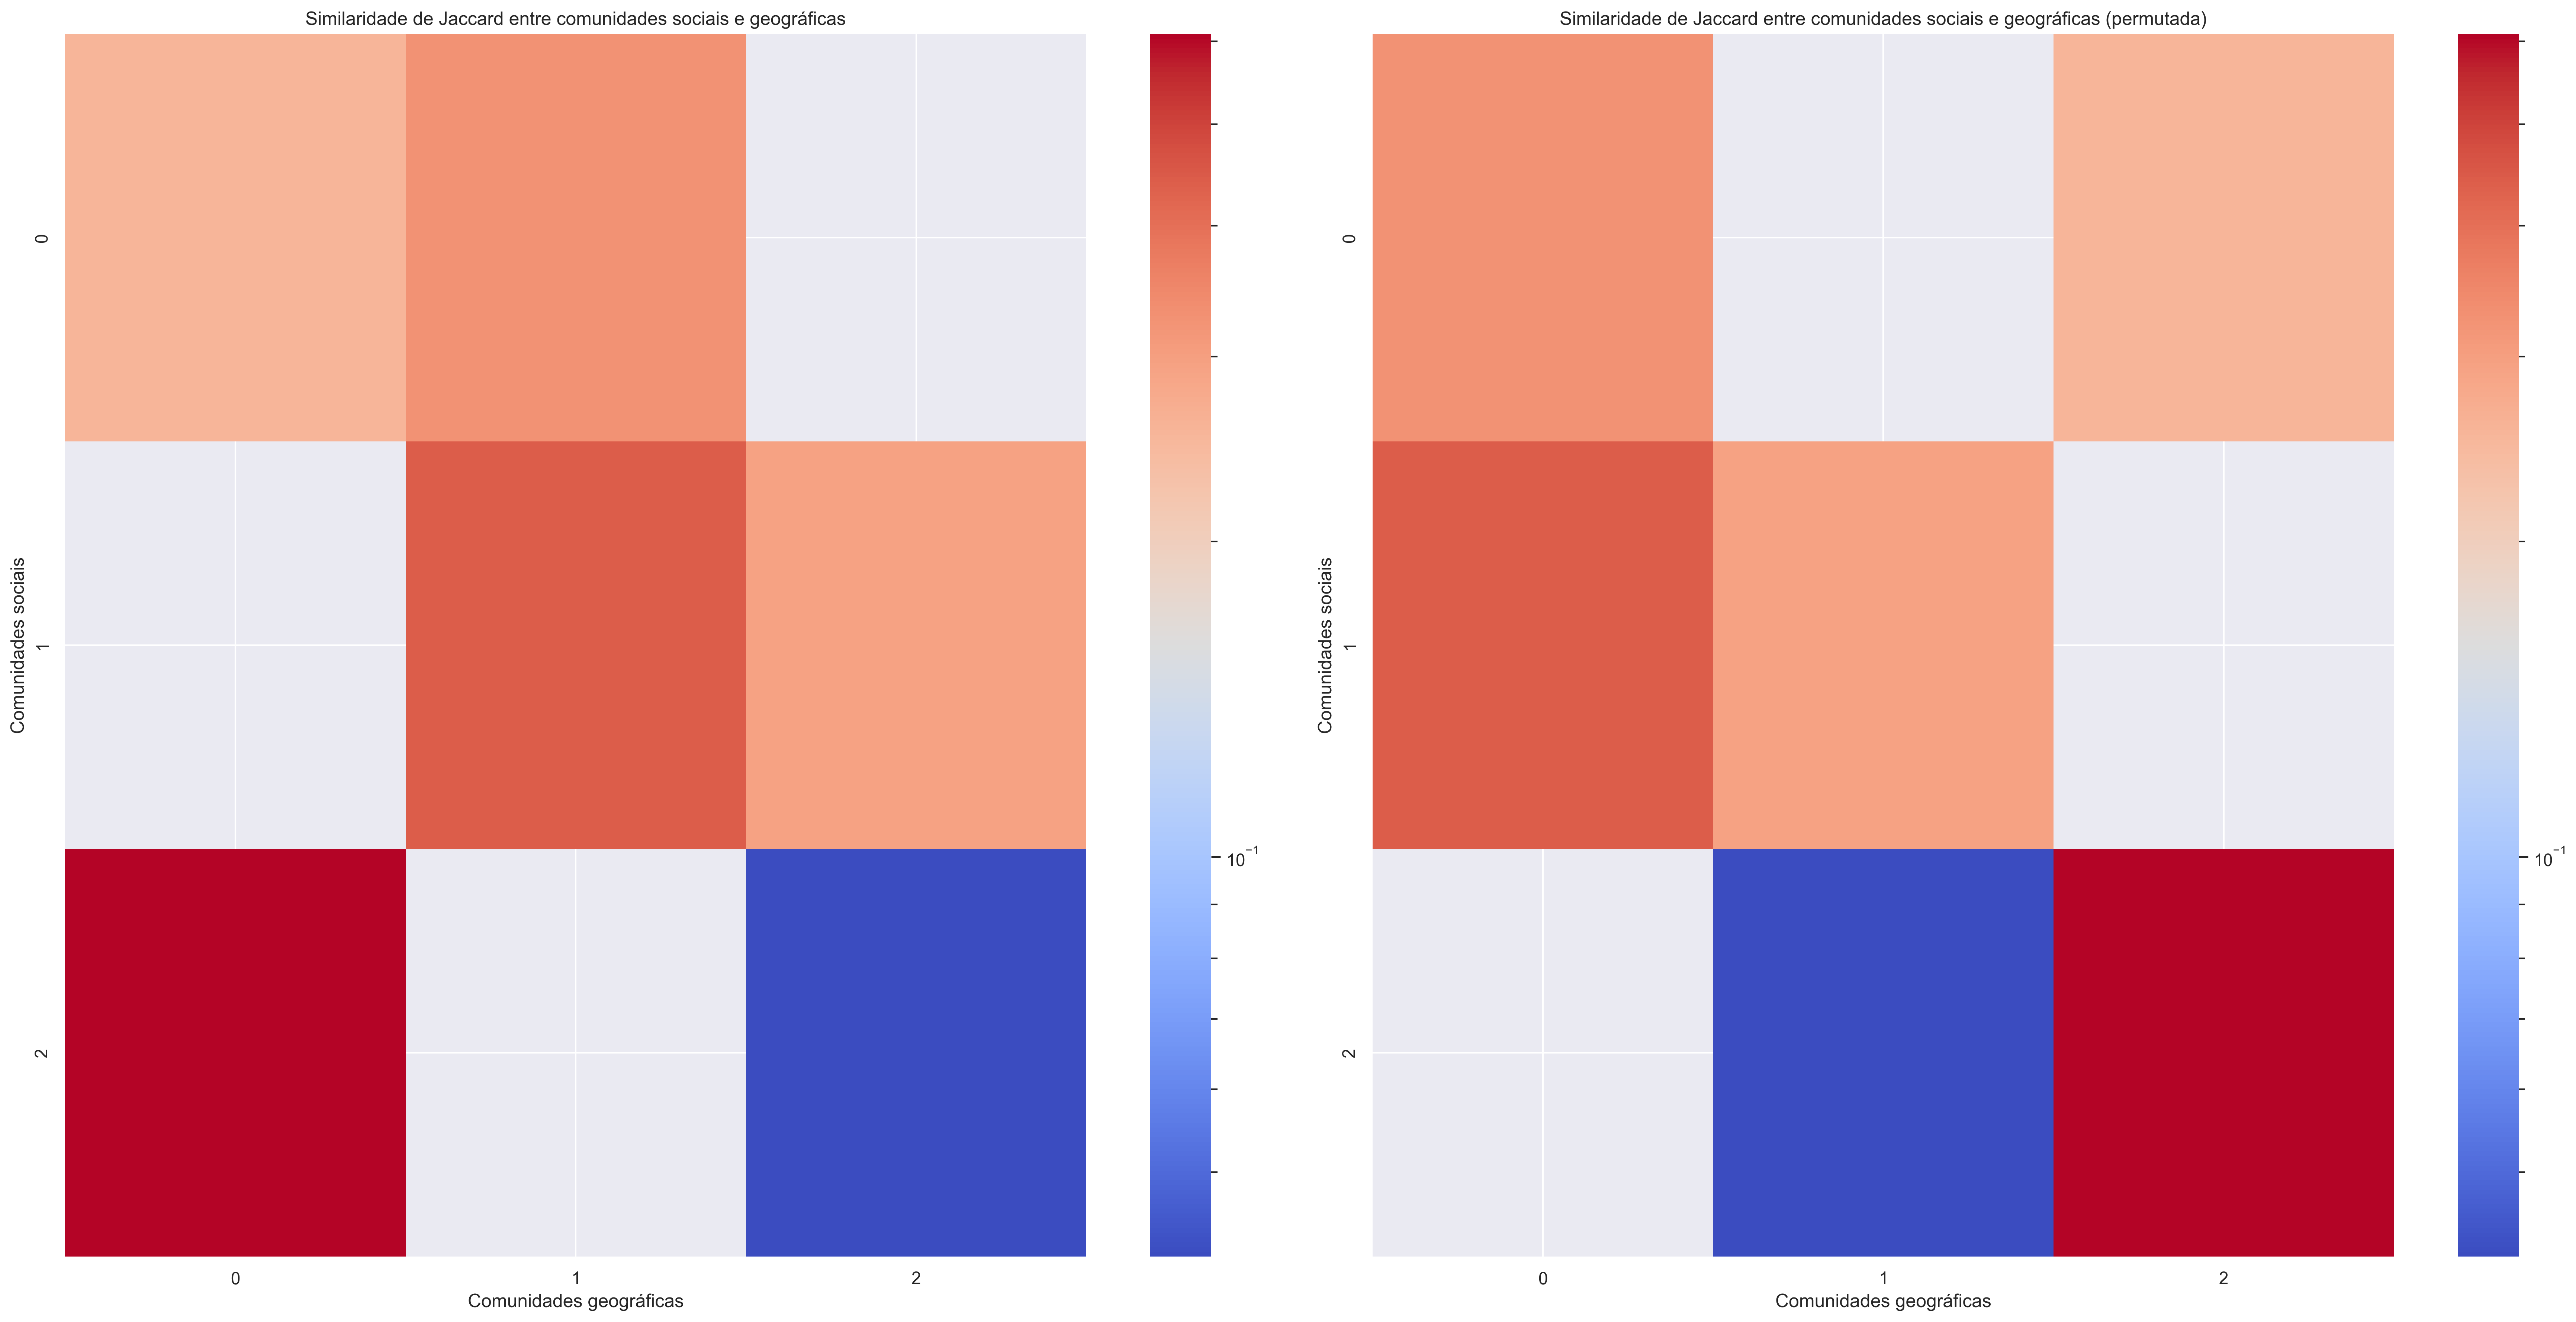 Similaridade de Jaccard entre comunidades sociais e geográficas
0
1
2
Comunidades sociais
0
1
2
Comunidades geográficas
10⁻¹
Similaridade de Jaccard entre comunidades sociais e geográficas (permutada)
0
1
2
Comunidades sociais
0
1
2
Comunidades geográficas
10⁻¹